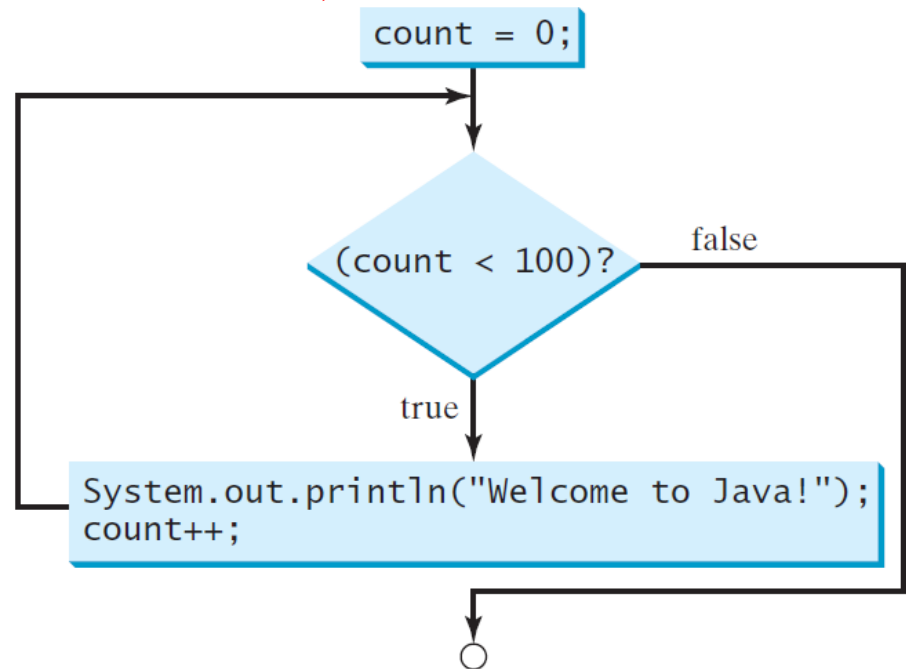 count = 0;
(count < 100)?
false
true
System.out.println("Welcome to Java!");
count++;